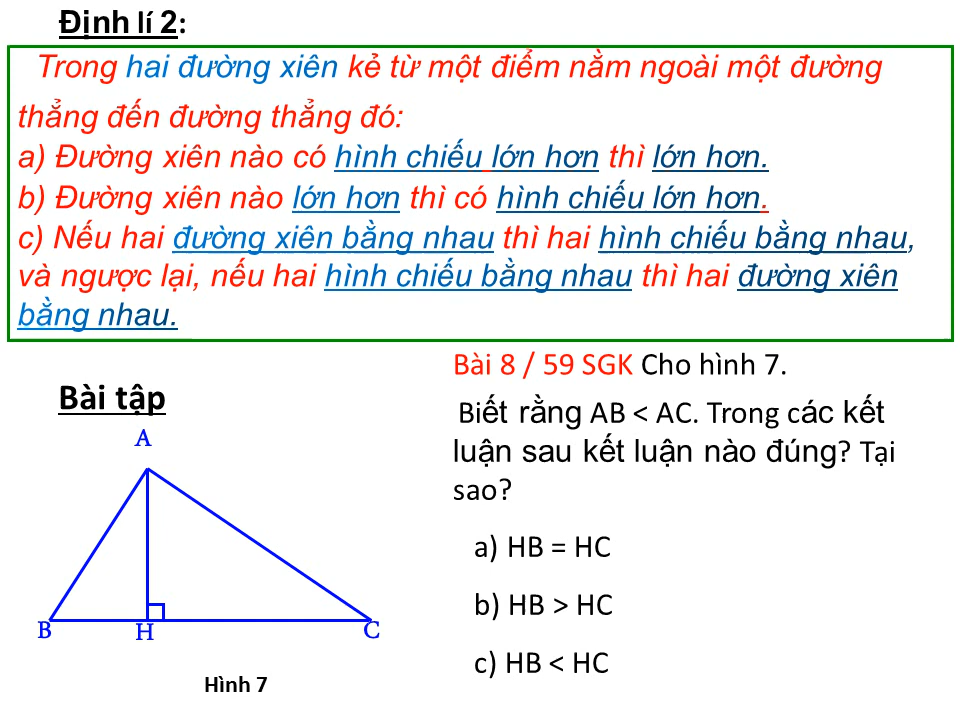 Định lí 2:
Trong hai đường xiên kẻ từ một điểm nằm ngoài một đường
thẳng đến đường thẳng đó:
a) Đường xiên nào có hình chiếu lớn hơn thì lớn hơn.
b) Đường xiên nào lớn hơn thì có hình chiếu lớn hơn.
c) Nếu hai đường xiên bằng nhau thì hai hình chiếu bằng nhau,
và ngược lại, nếu hai hình chiếu bằng nhau thì hai đường xiên
bằng nhau.
Bài tập
A
B
H
C
Hình 7
Bài 8 / 59 SGK Cho hình 7.
Biết rằng AB < AC. Trong các kết
luận sau kết luận nào đúng? Tại
sao?
a) HB = HC
b) HB > HC
c) HB < HC